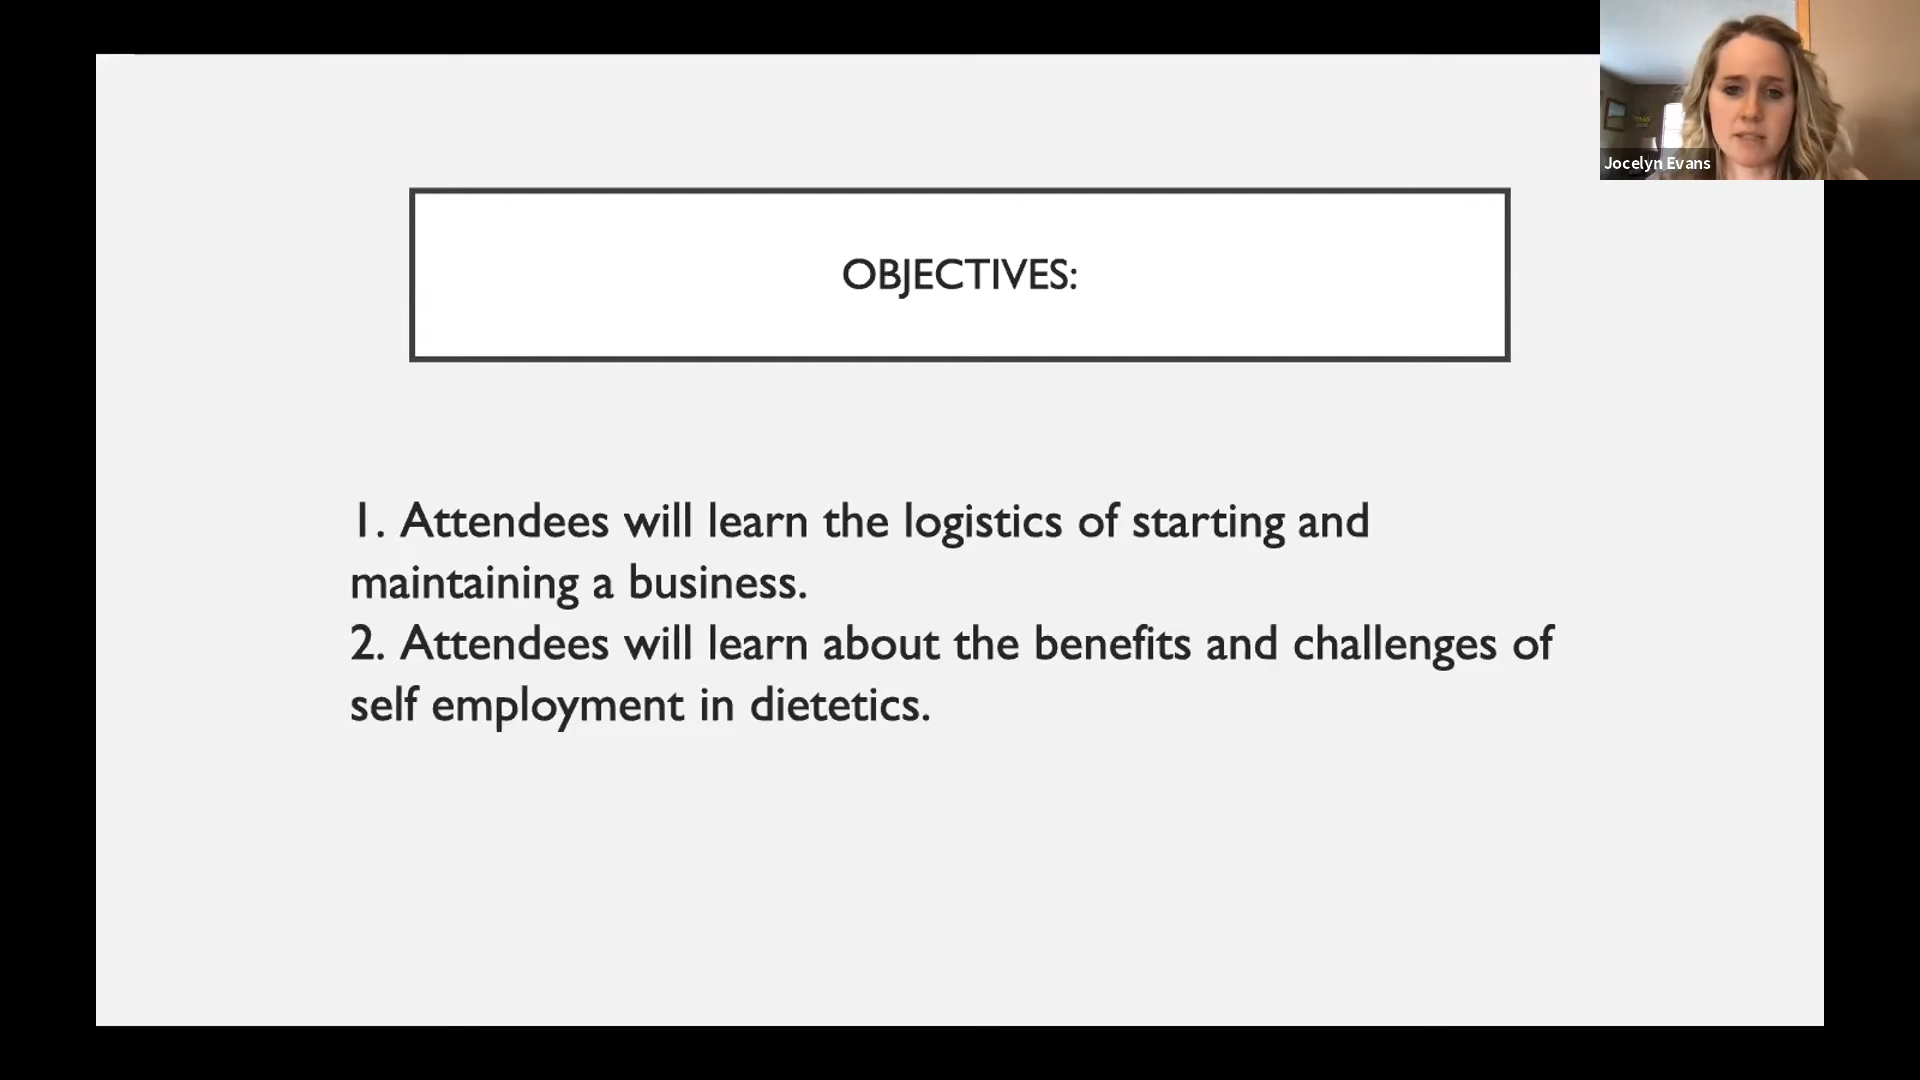 Jocelyn Evans
OBJECTIVES:
1. Attendees will learn the logistics of starting and
maintaining a business.
2. Attendees will learn about the benefits and challenges of
self employment in dietetics.